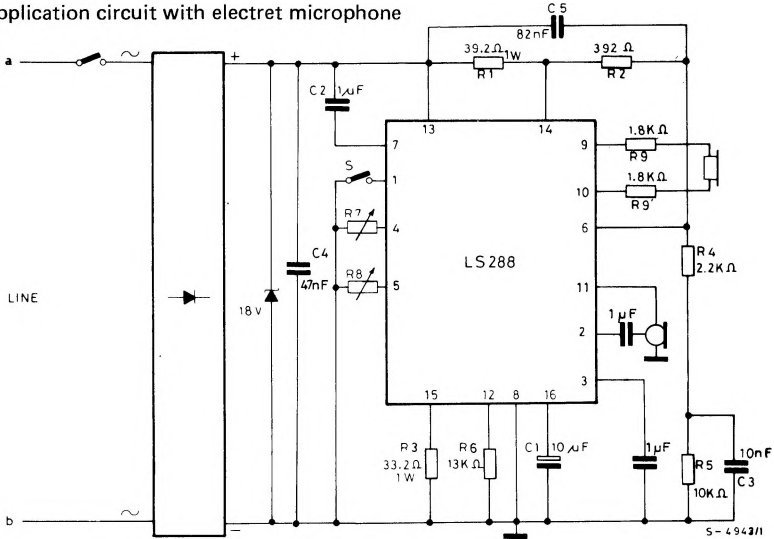 pplication circuit with electret microphone
C5
82nF
39.2Ω
1W
R1
392 Ω
R2
a
~
+
C2
1μF
13
14
7
9
1.8KΩ
R9
S
1
10
1.8KΩ
R9'
R7
4
6
LS288
R4
2.2KΩ
C4
47nF
R8
5
11
LINE
18V
1μF
2
3
15
12
8
16
R3
33.2Ω
1W
R6
13KΩ
C1
10μF
1μF
R5
10KΩ
10nF
C3
b
~
-
S-4943/1